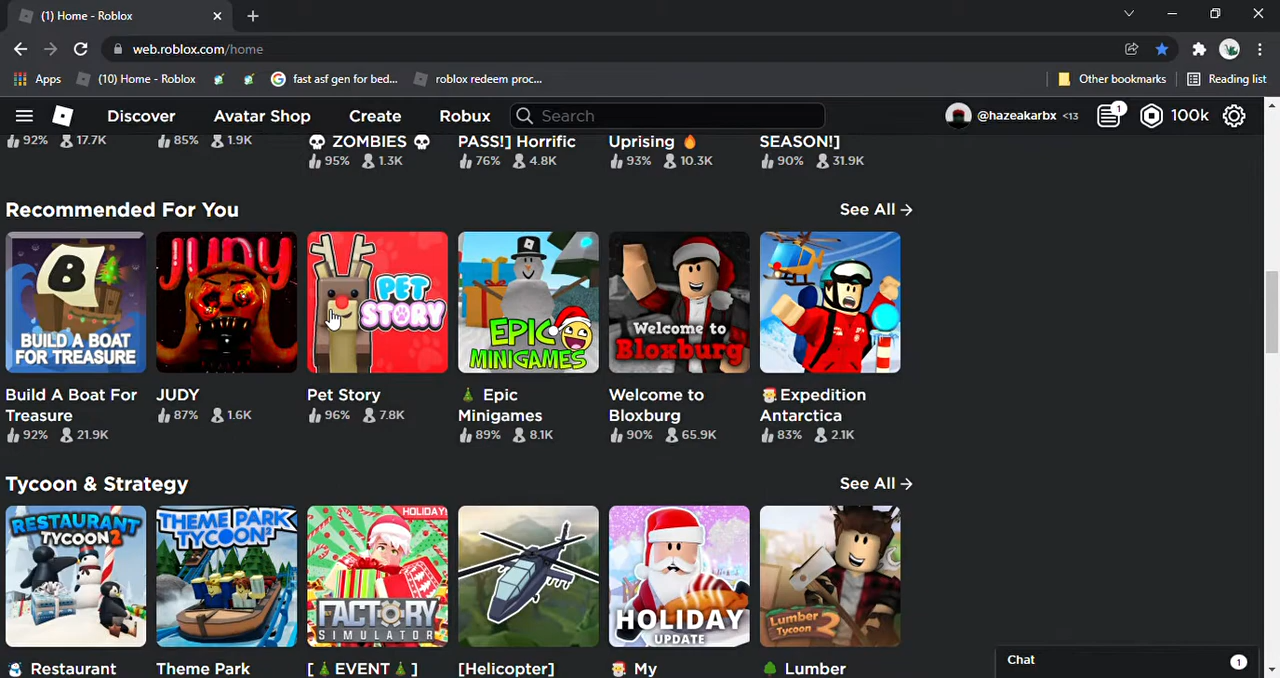 (1) Home - Roblox
web.roblox.com/home
Apps (10) Home - Roblox fast asf gen for bed... roblox redeem proc... Other bookmarks Reading list
Discover Avatar Shop Create Robux Search @hazeakarbx <13 1 100k
92% 17.7K 85% 1.9K 💀 ZOMBIES 💀 95% 1.3K PASS!] Horrific 76% 4.8K Uprising 🔥 93% 10.3K SEASON!] 90% 31.9K
Recommended For You See All →
B
BUILD A BOAT
FOR TREASURE
JUDY
PET
STORY
EPIC
MINIGAMES
Welcome to
Bloxburg
Build A Boat For
Treasure
92% 21.9K
JUDY
87% 1.6K
Pet Story
96% 7.8K
🎄 Epic
Minigames
89% 8.1K
Welcome to
Bloxburg
90% 65.9K
🎅Expedition
Antarctica
83% 2.1K
Tycoon & Strategy See All →
RESTAURANT
TYCOON 2
THEME PARK
TYCOON 2
HOLIDAY!
FACTORY
SIMULATOR
HOLIDAY
UPDATE
Lumber
Tycoon 2
⛄ Restaurant
Theme Park
[🎄EVENT🎄]
[Helicopter]
🎅 My
🌳 Lumber
Chat 1